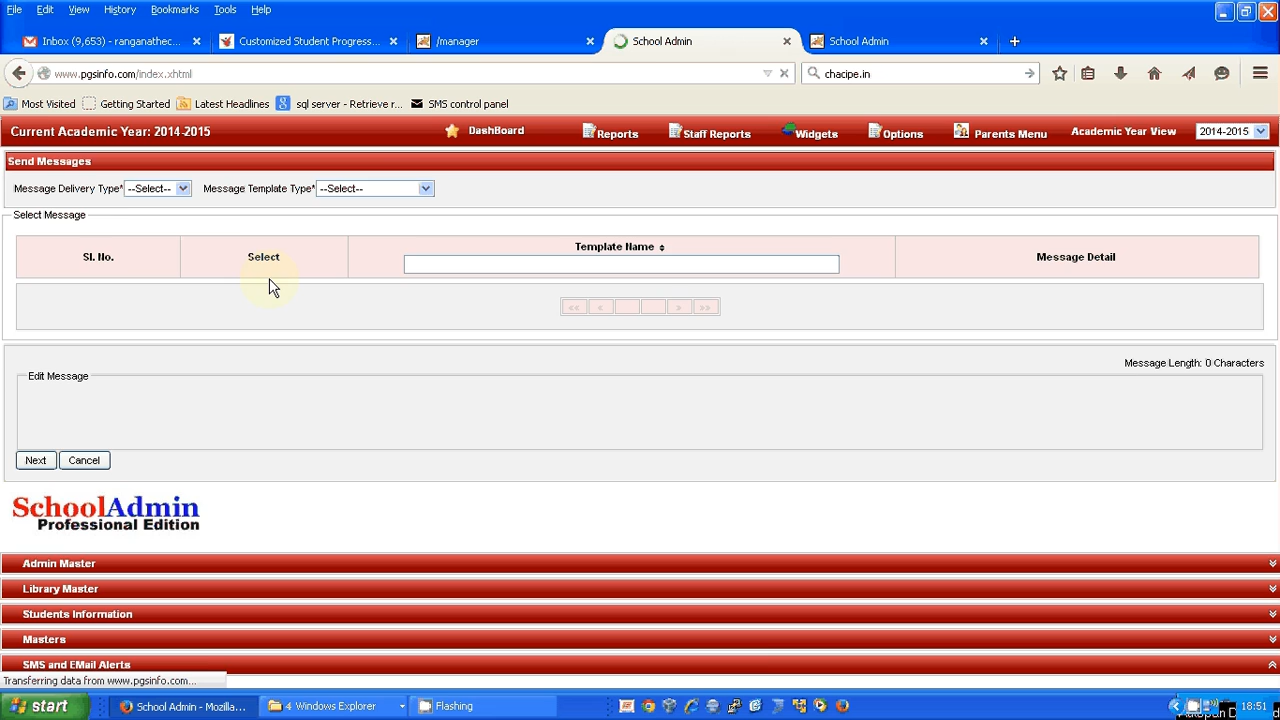 File Edit View History Bookmarks Tools Help
Inbox (9,653) - ranganathec... Customized Student Progress... /manager School Admin School Admin
www.pgsinfo.com/index.xhtml chacipe.in
Most Visited Getting Started Latest Headlines sql server - Retrieve r... SMS control panel
Current Academic Year: 2014-2015 DashBoard Reports Staff Reports Widgets Options Parents Menu Academic Year View 2014-2015
Send Messages
Message Delivery Type* --Select-- Message Template Type* --Select--
Select Message
Sl. No. Select Template Name Message Detail
Message Length: 0 Characters
Edit Message
Next Cancel
SchoolAdmin
Professional Edition
Admin Master
Library Master
Students Information
Masters
SMS and EMail Alerts
Transferring data from www.pgsinfo.com...
start School Admin - Mozilla... 4 Windows Explorer Flashing 18:51